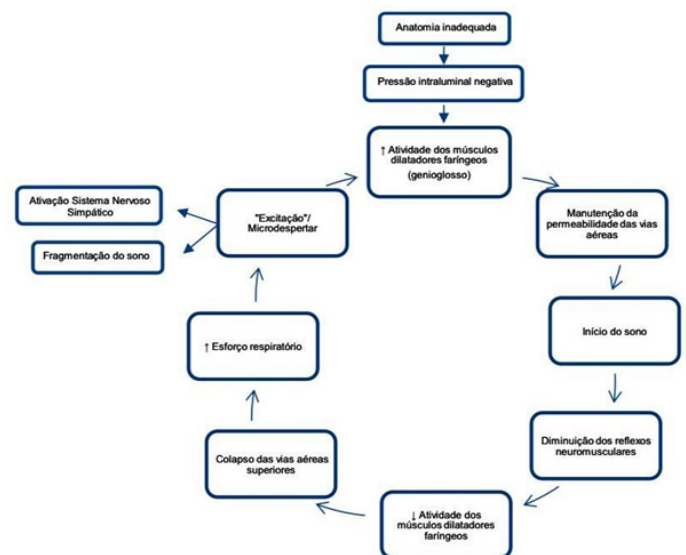 Anatomia inadequada
Pressão intraluminal negativa
↑ Atividade dos músculos
dilatadores faríngeos
(genioglosso)
Manutenção da
permeabilidade das vias
aéreas
Início do sono
Diminuição dos reflexos
neuromusculares
↓ Atividade dos
músculos dilatadores
faríngeos
Colapso das vias aéreas
superiores
↑ Esforço respiratório
"Excitação"/
Microdespertar
Ativação Sistema Nervoso
Simpático
Fragmentação do sono